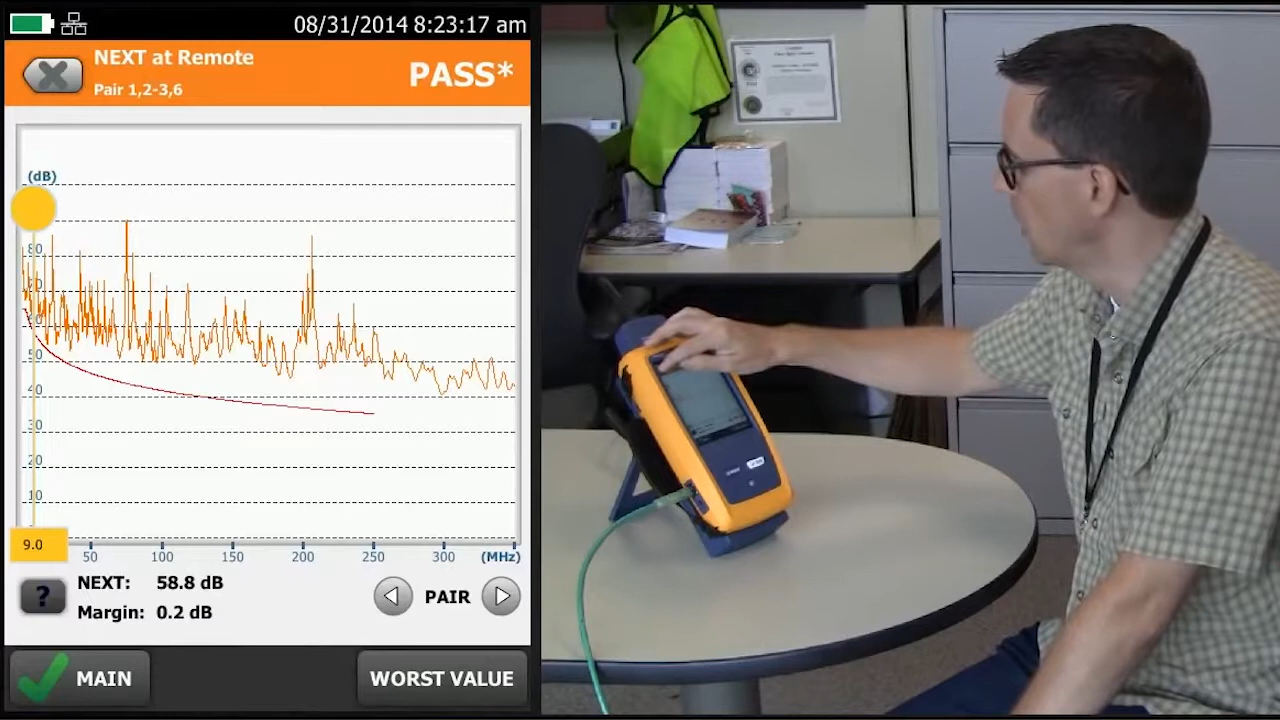 08/31/2014 8:23:17 am
NEXT at Remote
PASS*
Pair 1,2-3,6
(dB)
80
50
40
30
20
10
9.0
50
100
150
200
250
300
(MHz)
NEXT: 58.8 dB
PAIR
Margin: 0.2 dB
?
MAIN
WORST VALUE